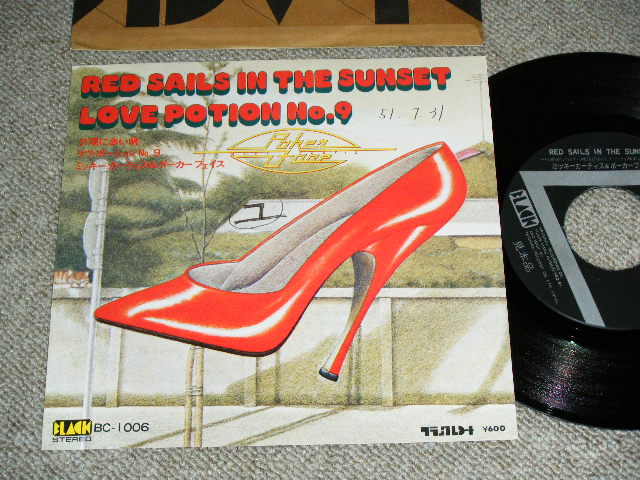 RED SAILS IN THE SUNSET
LOVE POTION No.9
51.7.31
夕陽に赤い帆
ラヴ・ポーション No.9
ミッキーカーティス&ポーカーフェイス
Poker Face
BLACK
STEREO
BC-1006
ブラックレコード
¥600
RED SAILS IN THE SUNS
ミッキーカーティス&ポーカーフ
BLACK
見本品